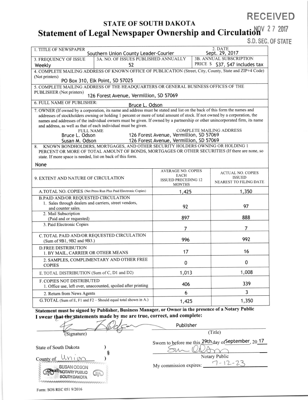 RECEIVED
STATE OF SOUTH DAKOTA
Statement of Legal Newspaper Ownership and Circulation
NOV 27 2017
S.D. SEC. OF STATE
1. TITLE OF NEWSPAPER
Southern Union County Leader-Courier
2. DATE
Sept. 29, 2017
3. FREQUENCY OF ISSUE
Weekly
3A. NO. OF ISSUES PUBLISHED ANNUALLY
52
3B. ANNUAL SUBSCRIPTION
PRICE $ $37, $47 includes tax
4. COMPLETE MAILING ADDRESS OF KNOWN OFFICE OF PUBLICATION (Street, City, County, State and ZIP+4 Code)
(Not printers)
PO Box 310, Elk Point, SD 57025
5. COMPLETE MAILING ADDRESS OF THE HEADQUARTERS OR GENERAL BUSINESS OFFICES OF THE
PUBLISHER (Not printers)
126 Forest Avenue, Vermillion, SD 57069
6. FULL NAME OF PUBLISHER:
Bruce L. Odson
7. OWNER (If owned by a corporation, its name and address must be stated and list on the back of this form the names and
addresses of stockholders owning or holding 1 percent or more of total amount of stock. If not owned by a corporation, the
names and addresses of the individual owners must be given. If owned by a partnership or other unincorporated firm, its name
and address, as well as that of each individual must be given.
FULL NAME
COMPLETE MAILING ADDRESS
Bruce L. Odson
126 Forest Avenue, Vermillion, SD 57069
Susan M. Odson
126 Forest Avenue, Vermillion, SD 57069
8. KNOWN BONDHOLDERS, MORTGAGEES, AND OTHER SECURITY HOLDERS OWNING OR HOLDING 1
PERCENT OR MORE OF TOTAL AMOUNT OF BONDS, MORTGAGES OR OTHER SECURITIES (If there are none, so
state. If more space is needed, list on back of this form.
None
9. EXTENT AND NATURE OF CIRCULATION
AVERAGE NO. COPIES
EACH
ISSUED PRECEDING 12
MONTHS
ACTUAL NO. COPIES
ISSUED
NEAREST TO FILING DATE
A. TOTAL NO. COPIES (Net Press Run Plus Paid Electronic Copies)
1,425
1,350
B. PAID AND/OR REQUESTED CIRCULATION
1. Sales through dealers and carriers, street vendors,
and counter sales.
92
97
2. Mail Subscription
(Paid and or requested)
897
888
3. Paid Electronic Copies
7
7
C. TOTAL PAID AND/OR REQUESTED CIRCULATION
(Sum of 9B1, 9B2 and 9B3)
996
992
D. FREE DISTRIBUTION
1. BY MAIL, CARRIER OR OTHER MEANS
17
16
2. SAMPLES, COMPLIMENTARY AND OTHER FREE
COPIES
0
0
E. TOTAL DISTRIBUTION (Sum of C, D1 and D2)
1,013
1,008
F. COPIES NOT DISTRIBUTED
1. Office use, left over, unaccounted, spoiled after printing
406
339
2. Return from News Agents
6
3
G. TOTAL (Sum of E, F1 and F2 - Should equal total shown in A.)
1,425
1,350
Statement must be signed by Publisher, Business Manager, or Owner in the presence of a Notary Public
I swear that the statements made by me are true, correct, and complete:
Publisher
(Signature)
(Title)
State of South Dakota
Sworn to before me this 29th day of September, 20 17
County of Union
Notary Public
SUSAN ODSON
NOTARY PUBLIC
SOUTH DAKOTA
My commission expires: 7-12-23